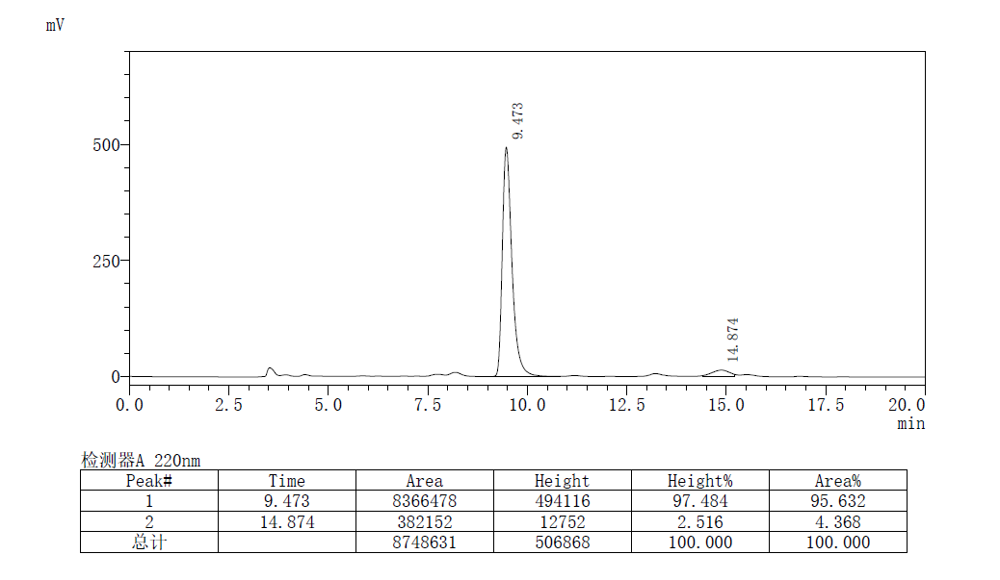 mV
9.473
14.874
500
250
0
0.0 2.5 5.0 7.5 10.0 12.5 15.0 17.5 20.0
min
检测器A 220nm
Peak# Time Area Height Height% Area%
1 9.473 8366478 494116 97.484 95.632
2 14.874 382152 12752 2.516 4.368
总计 8748631 506868 100.000 100.000